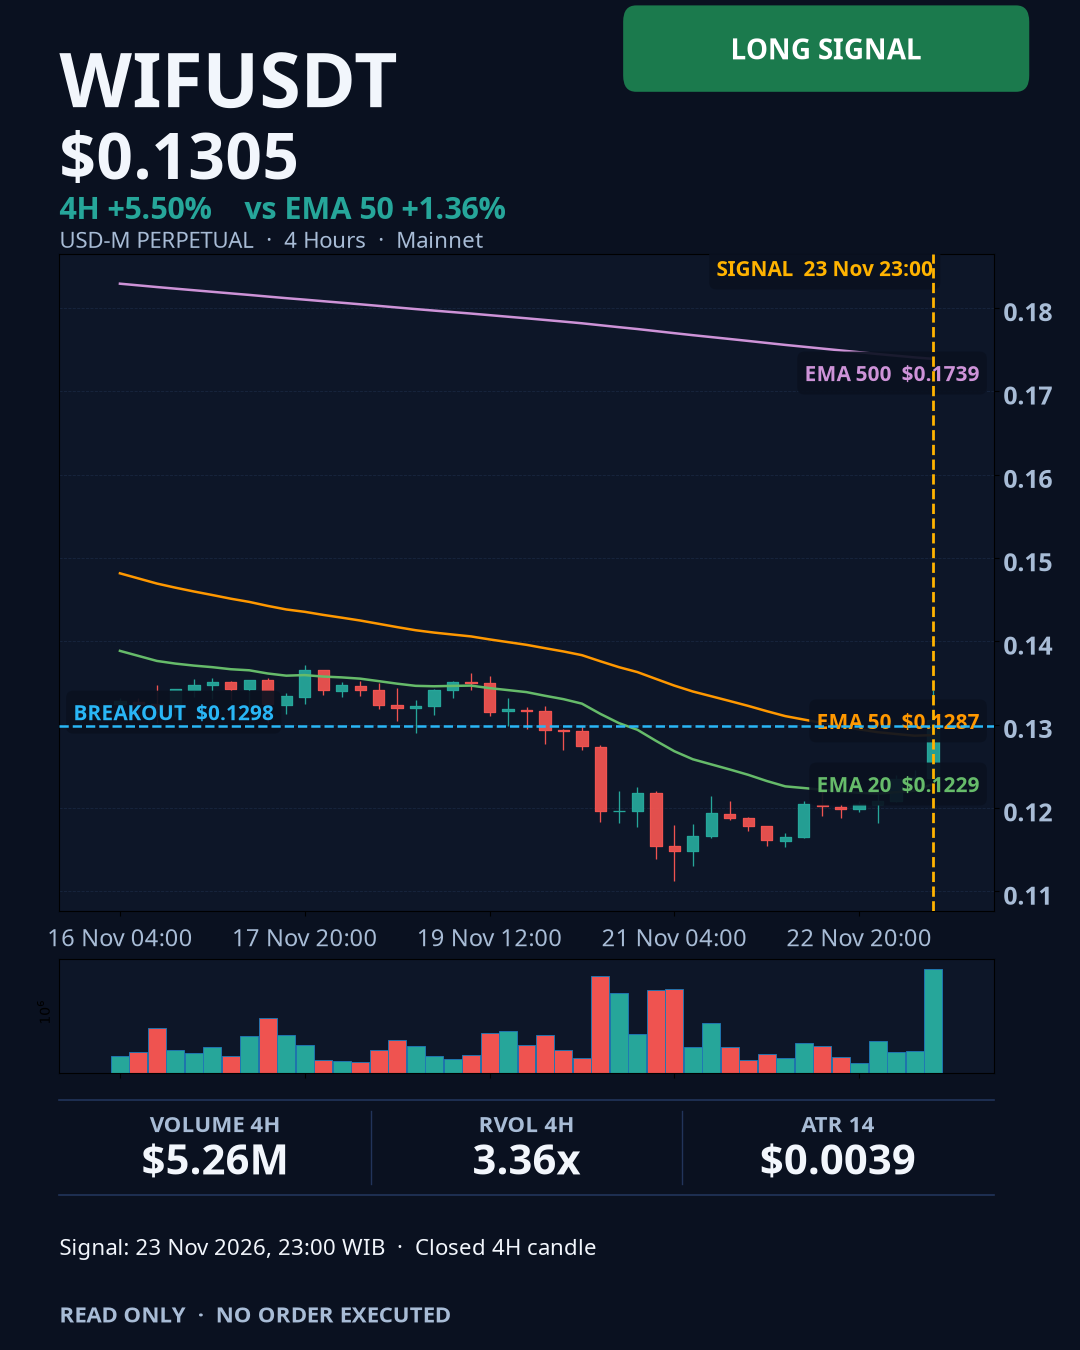 LONG SIGNAL
WIFUSDT
$0.1305
4H +5.50% vs EMA 50 +1.36%
USD-M PERPETUAL · 4 Hours · Mainnet
SIGNAL 23 Nov 23:00
0.18
EMA 500 $0.1739
0.17
0.16
0.15
0.14
BREAKOUT $0.1298
EMA 50 $0.1287
0.13
EMA 20 $0.1229
0.12
0.11
16 Nov 04:00 17 Nov 20:00 19 Nov 12:00 21 Nov 04:00 22 Nov 20:00
10⁶
VOLUME 4H RVOL 4H ATR 14
$5.26M 3.36x $0.0039
Signal: 23 Nov 2026, 23:00 WIB · Closed 4H candle
READ ONLY · NO ORDER EXECUTED